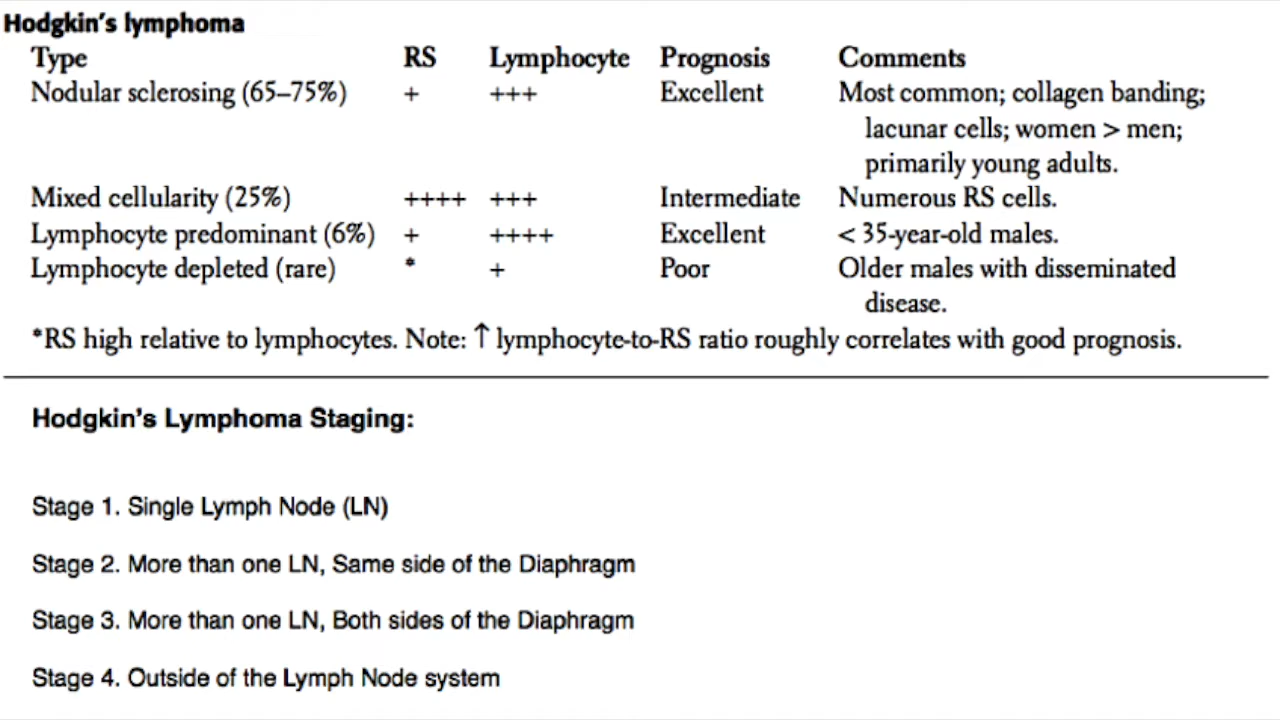 Hodgkin's lymphoma
Type RS Lymphocyte Prognosis Comments
Nodular sclerosing (65–75%) + +++ Excellent Most common; collagen banding;
lacunar cells; women > men;
primarily young adults.
Mixed cellularity (25%) ++++ +++ Intermediate Numerous RS cells.
Lymphocyte predominant (6%) + ++++ Excellent < 35-year-old males.
Lymphocyte depleted (rare) * + Poor Older males with disseminated
disease.
*RS high relative to lymphocytes. Note: ↑ lymphocyte-to-RS ratio roughly correlates with good prognosis.
Hodgkin's Lymphoma Staging:
Stage 1. Single Lymph Node (LN)
Stage 2. More than one LN, Same side of the Diaphragm
Stage 3. More than one LN, Both sides of the Diaphragm
Stage 4. Outside of the Lymph Node system